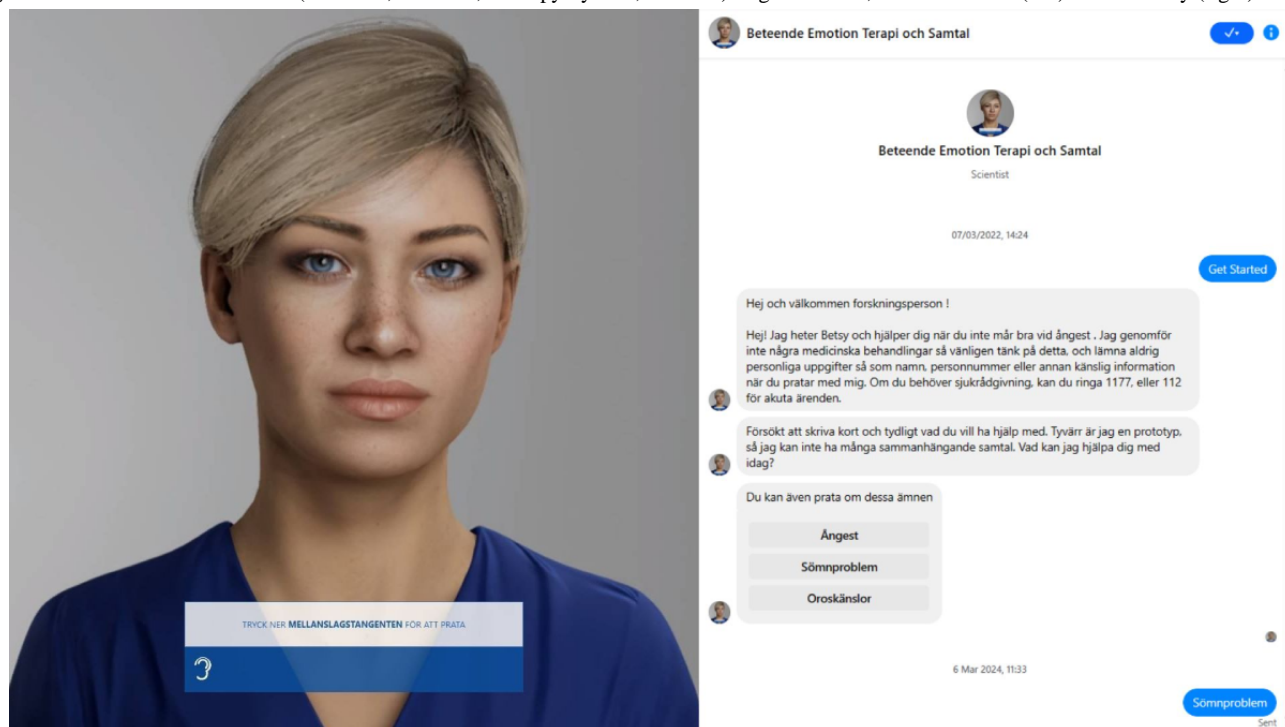 TRYCK NER MELLANSLAGSTANGENTEN FÖR ATT PRATA
Beteende Emotion Terapi och Samtal
Beteende Emotion Terapi och Samtal
Scientist
07/03/2022, 14:24
Get Started
Hej och välkommen forskningsperson !
Hej! Jag heter Betsy och hjälper dig när du inte mår bra vid ångest . Jag genomför
inte några medicinska behandlingar så vänligen tänk på detta, och lämna aldrig
personliga uppgifter så som namn, personnummer eller annan känslig information
när du pratar med mig. Om du behöver sjukrådgivning, kan du ringa 1177, eller 112
för akuta ärenden.
Försökt att skriva kort och tydligt vad du vill ha hjälp med. Tyvärr är jag en prototyp,
så jag kan inte ha många sammanhängande samtal. Vad kan jag hjälpa dig med
idag?
Du kan även prata om dessa ämnen
Ångest
Sömnproblem
Oroskänslor
6 Mar 2024, 11:33
Sömnproblem
Sent